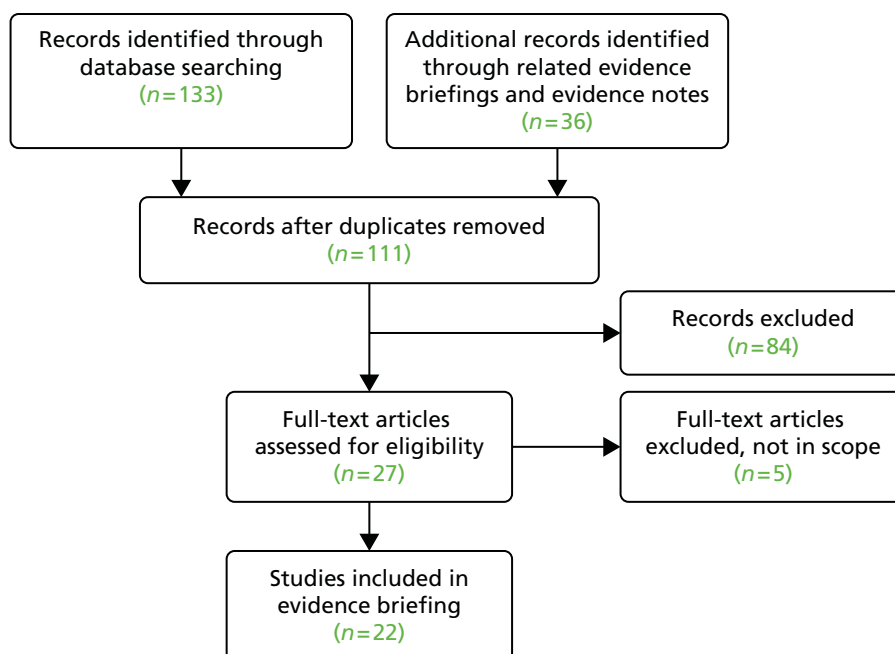 Records identified through
database searching
(n=133)
Additional records identified
through related evidence
briefings and evidence notes
(n=36)
Records after duplicates removed
(n=111)
Records excluded
(n=84)
Full-text articles
assessed for eligibility
(n=27)
Full-text articles
excluded, not in scope
(n=5)
Studies included in
evidence briefing
(n=22)